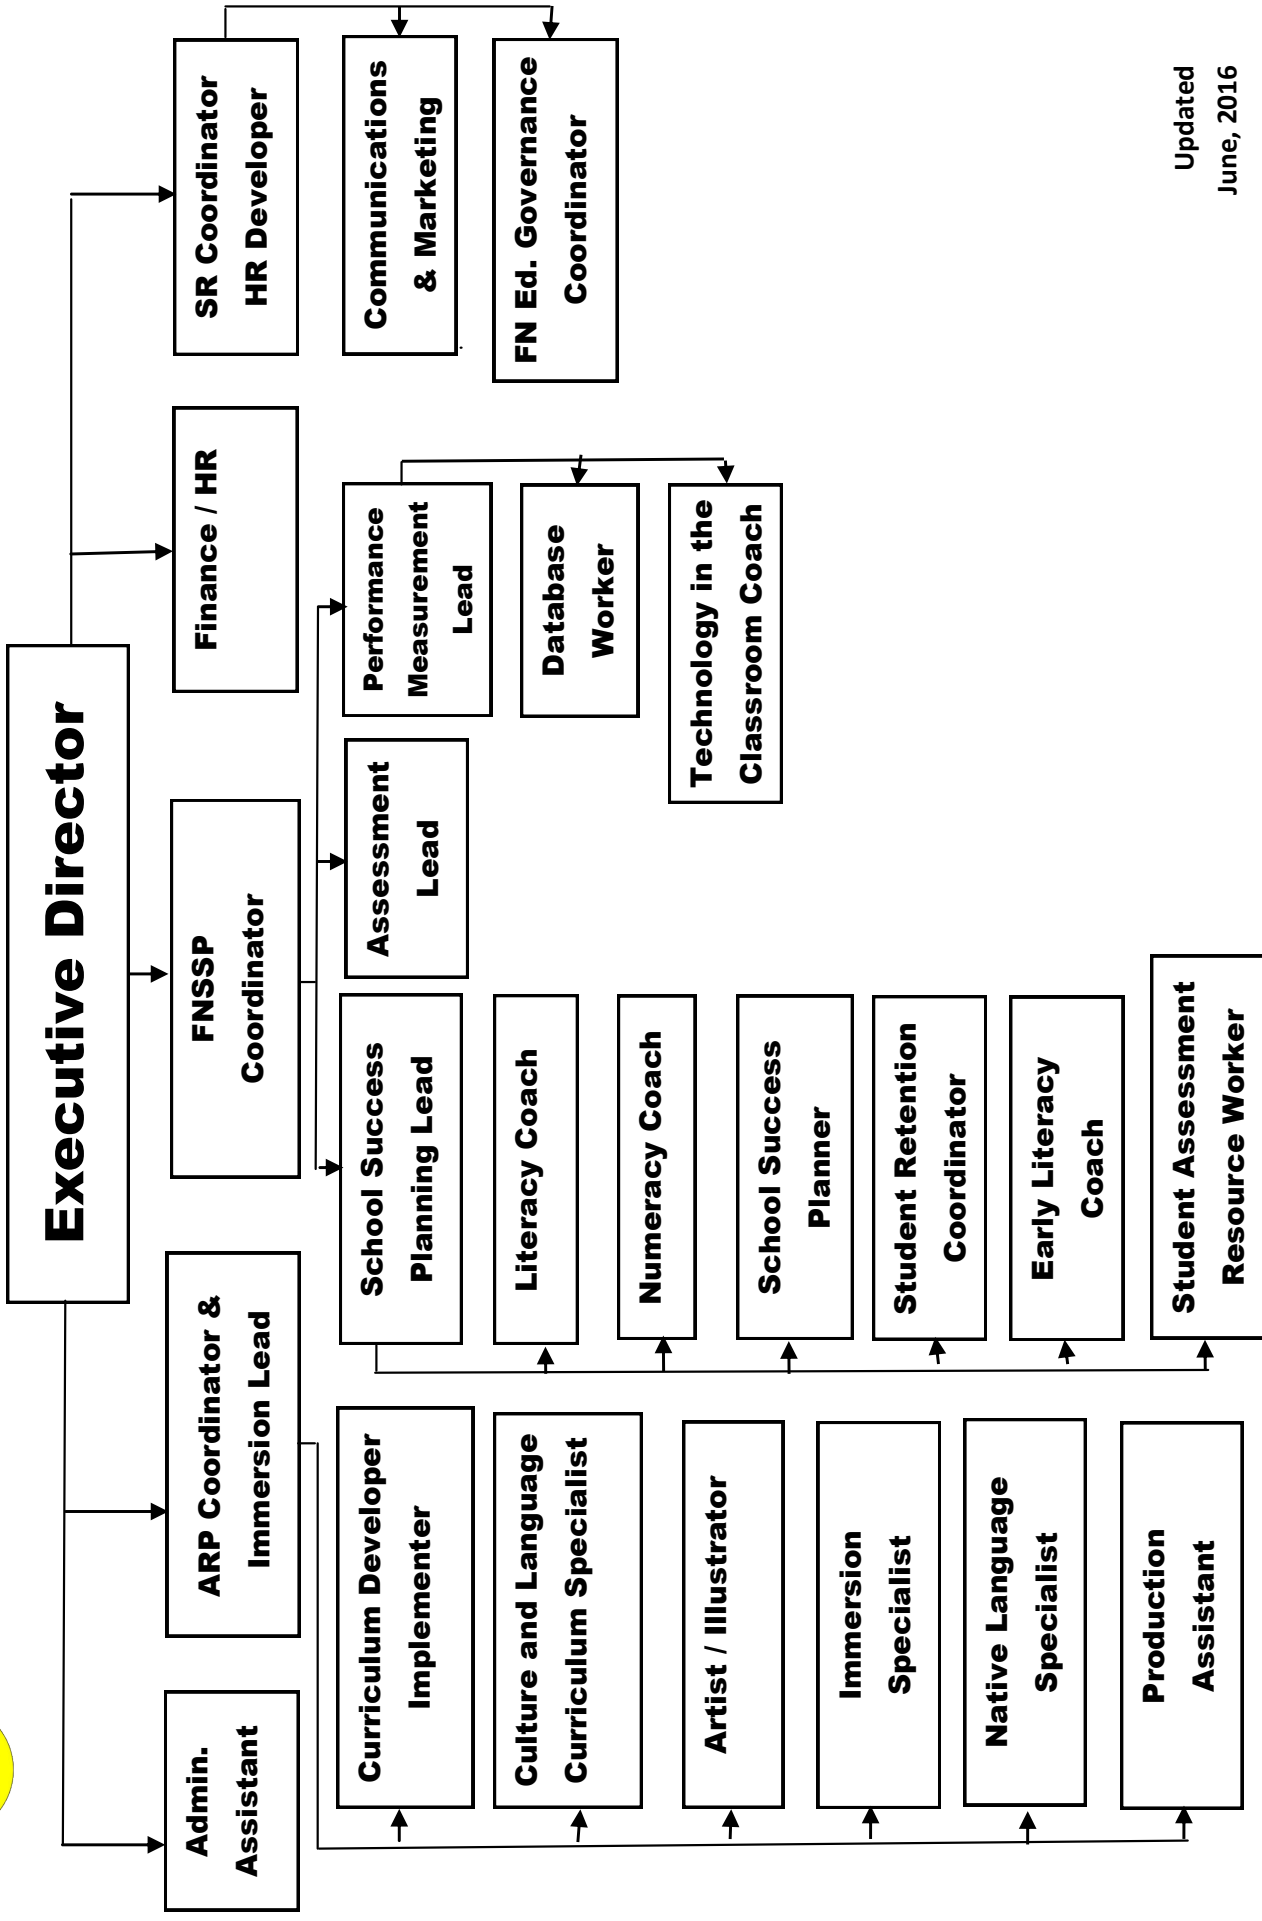 Executive Director
Admin.
Assistant
ARP Coordinator &
Immersion Lead
FNSSP
Coordinator
Finance / HR
SR Coordinator
HR Developer
Curriculum Developer
Implementer
Culture and Language
Curriculum Specialist
Artist / Illustrator
Immersion
Specialist
Native Language
Specialist
Production
Assistant
School Success
Planning Lead
Literacy Coach
Numeracy Coach
School Success
Planner
Student Retention
Coordinator
Early Literacy
Coach
Student Assessment
Resource Worker
Assessment
Lead
Performance
Measurement
Lead
Database
Worker
Technology in the
Classroom Coach
Communications
& Marketing
FN Ed. Governance
Coordinator
Updated
June, 2016